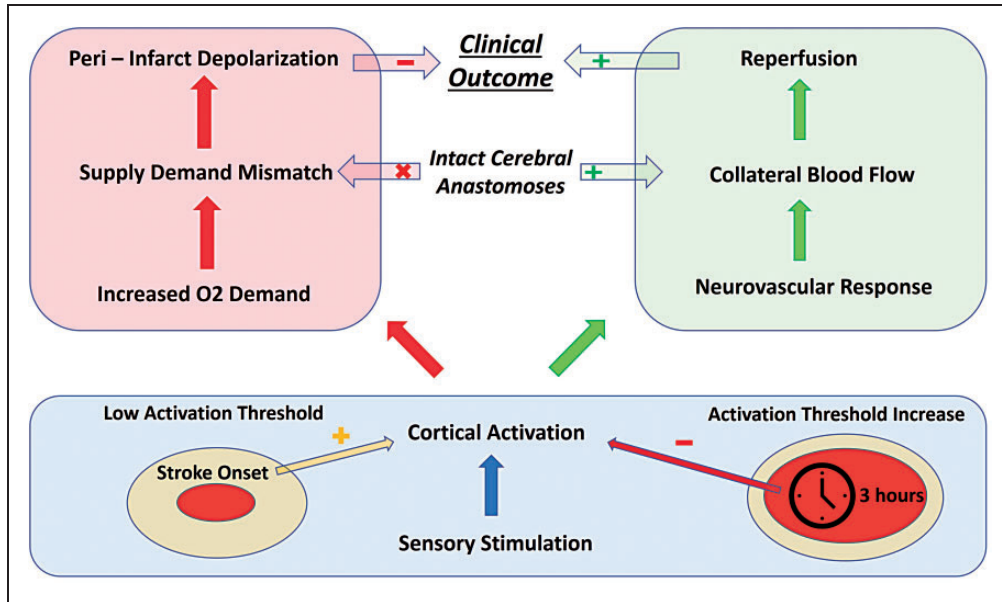 Peri – Infarct Depolarization
Clinical
Outcome
Reperfusion
−
+
Supply Demand Mismatch
×
Intact Cerebral
Anastomoses
+
Collateral Blood Flow
Increased O2 Demand
Neurovascular Response
Low Activation Threshold
Activation Threshold Increase
+
Cortical Activation
−
Stroke Onset
3 hours
Sensory Stimulation